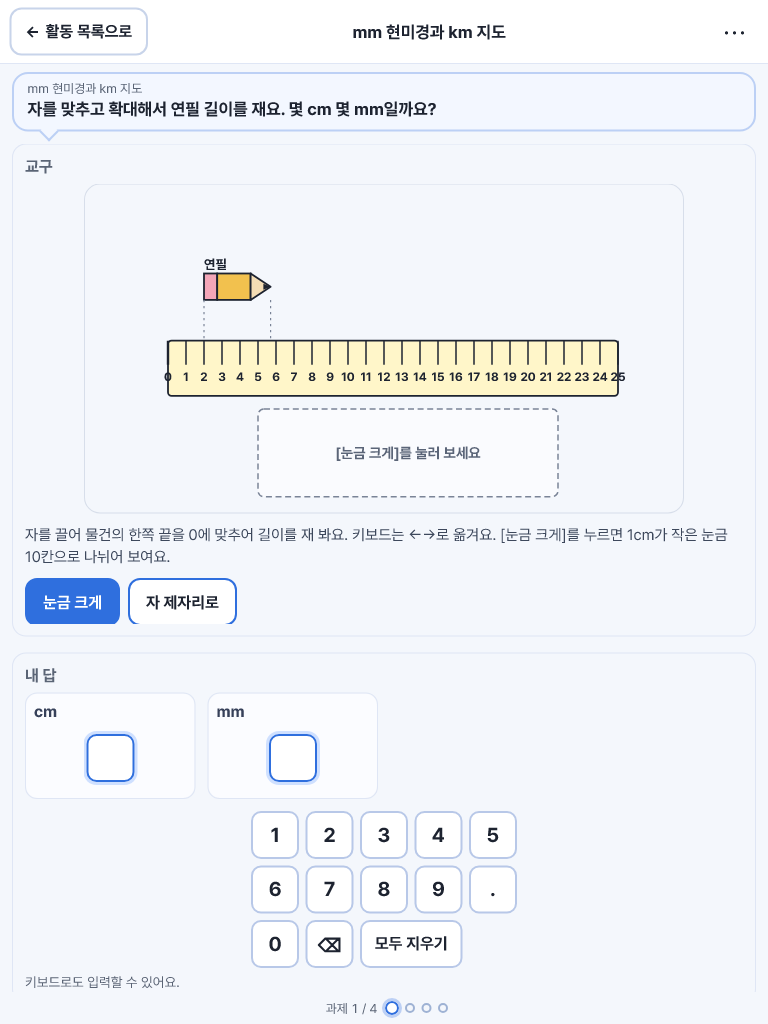 ← 활동 목록으로
mm 현미경과 km 지도
...
mm 현미경과 km 지도
자를 맞추고 확대해서 연필 길이를 재요. 몇 cm 몇 mm일까요?
교구
연필
0 1 2 3 4 5 6 7 8 9 10 11 12 13 14 15 16 17 18 19 20 21 22 23 24 25
[눈금 크게]를 눌러 보세요
자를 끌어 물건의 한쪽 끝을 0에 맞추어 길이를 재 봐요. 키보드는 ←→로 옮겨요. [눈금 크게]를 누르면 1cm가 작은 눈금
10칸으로 나뉘어 보여요.
눈금 크게 자 제자리로
내 답
cm mm
1 2 3 4 5
6 7 8 9 .
0 ⌫ 모두 지우기
키보드로도 입력할 수 있어요.
과제 1 / 4